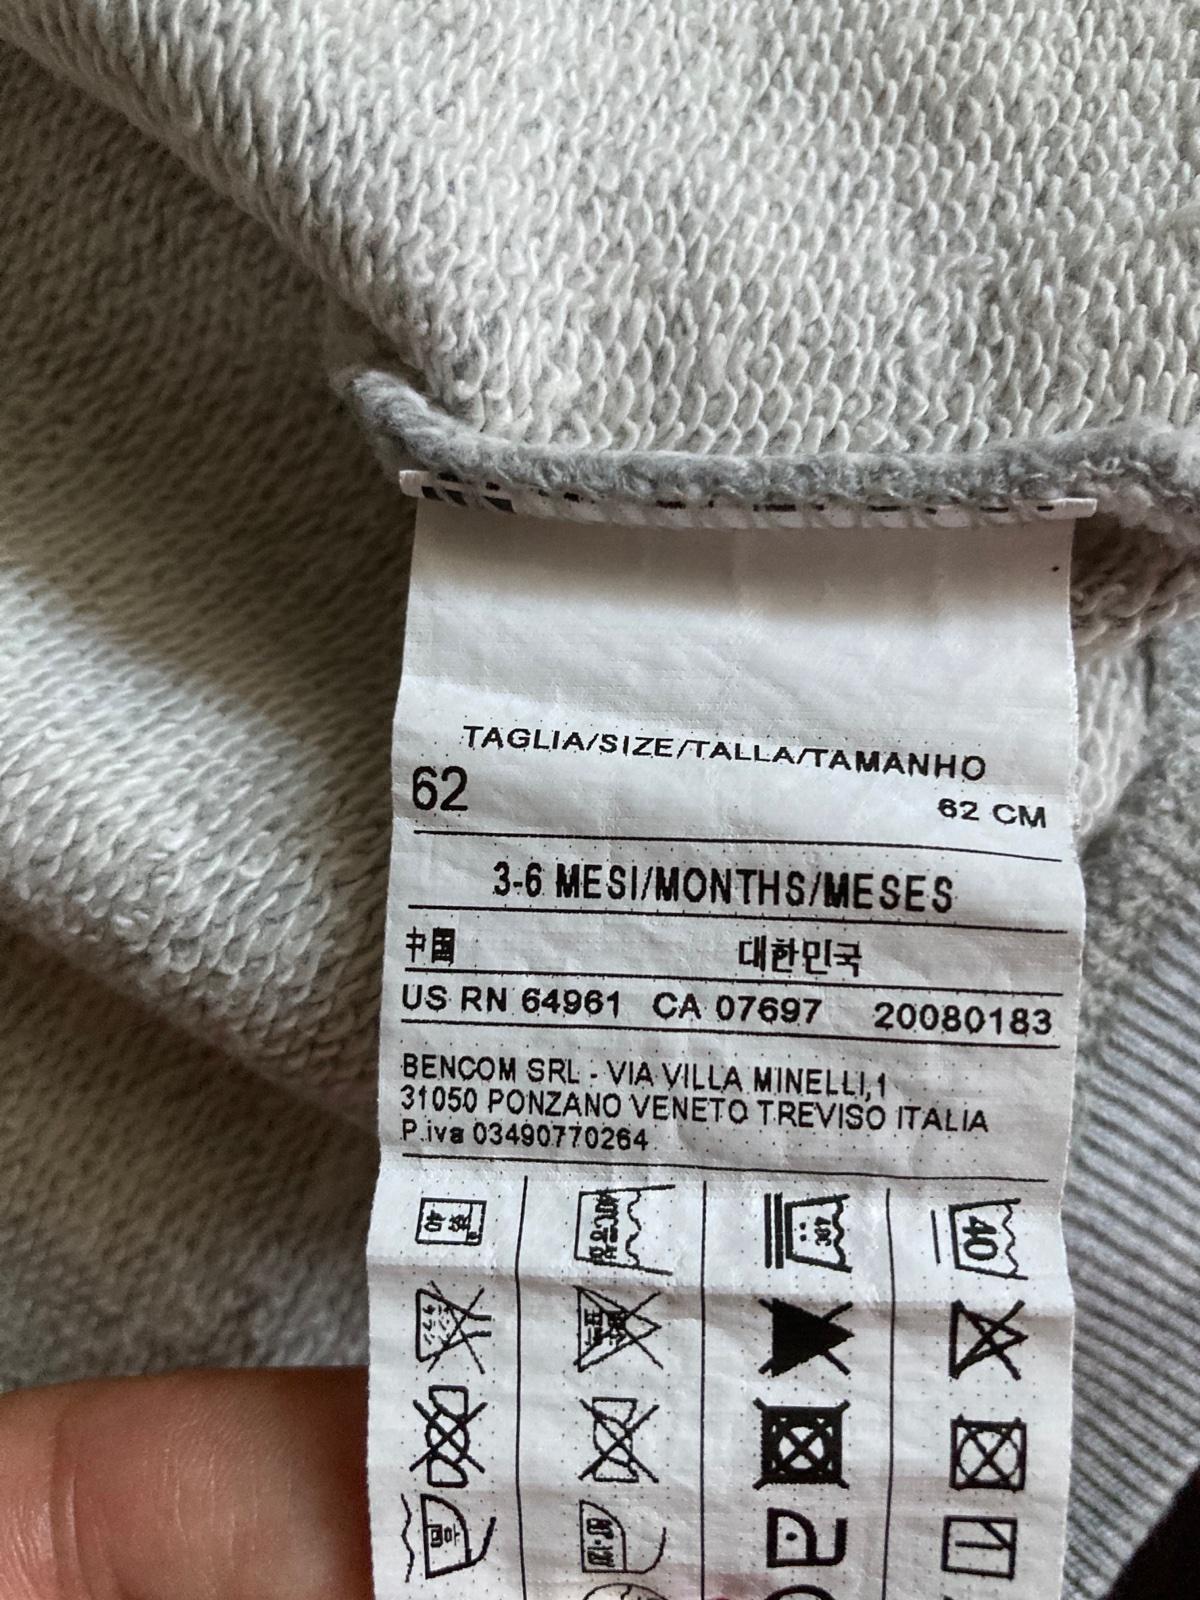 TAGLIA/SIZE/TALLA/TAMANHO
62 62 CM
3-6 MESI/MONTHS/MESES
中国 대한민국
US RN 64961 CA 07697 20080183
BENCOM SRL - VIA VILLA MINELLI,1
31050 PONZANO VENETO TREVISO ITALIA
P.iva 03490770264
40
40